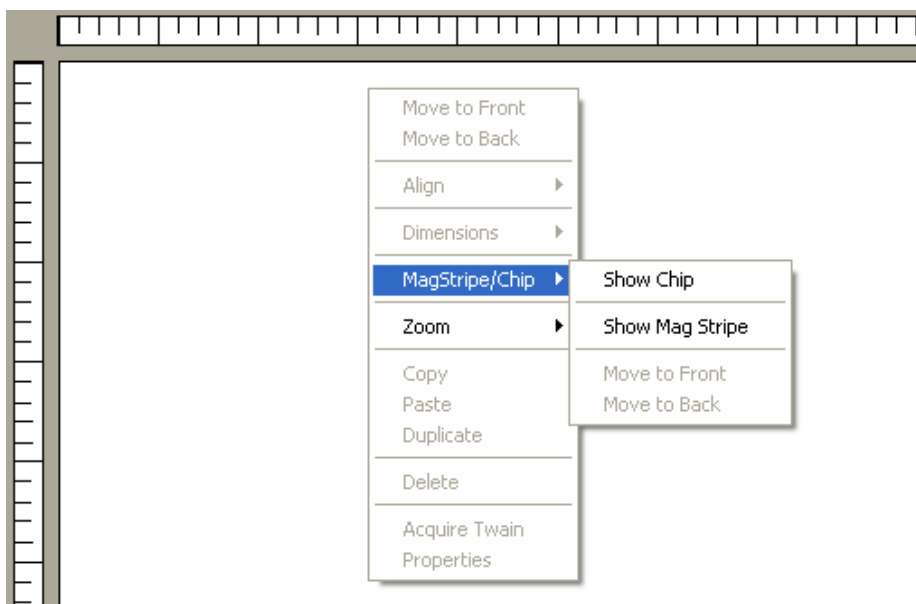 Move to Front
Move to Back
Align
Dimensions
MagStripe/Chip
Zoom
Copy
Paste
Duplicate
Delete
Acquire Twain
Properties
Show Chip
Show Mag Stripe
Move to Front
Move to Back